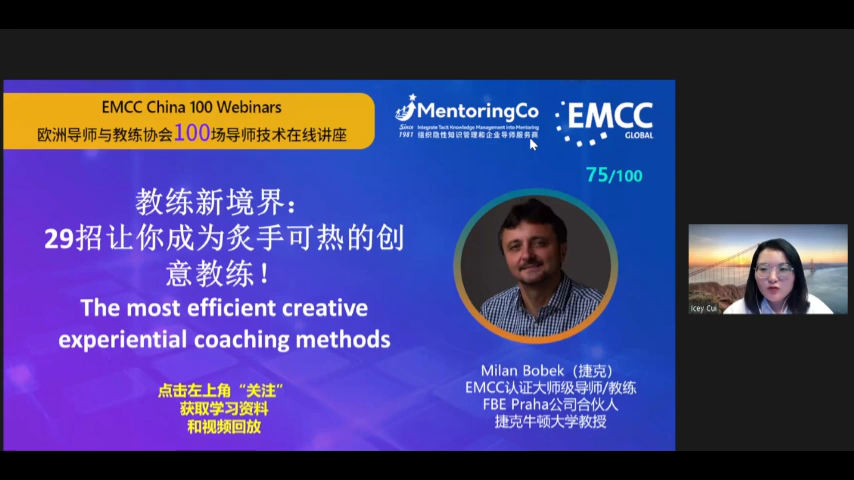 EMCC China 100 Webinars
欧洲导师与教练协会100场导师技术在线讲座
MentoringCo
Since 1981
Integrate Tacit Knowledge Management into Mentoring
组织隐性知识管理和企业导师服务商
EMCC
GLOBAL
75/100
教练新境界：
29招让你成为炙手可热的创
意教练！
The most efficient creative
experiential coaching methods
点击左上角“关注”
获取学习资料
和视频回放
Milan Bobek（捷克）
EMCC认证大师级导师/教练
FBE Praha公司合伙人
捷克牛顿大学教授
Icey Cui